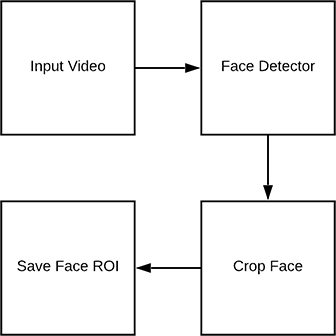 Input Video
Face Detector
Crop Face
Save Face ROI